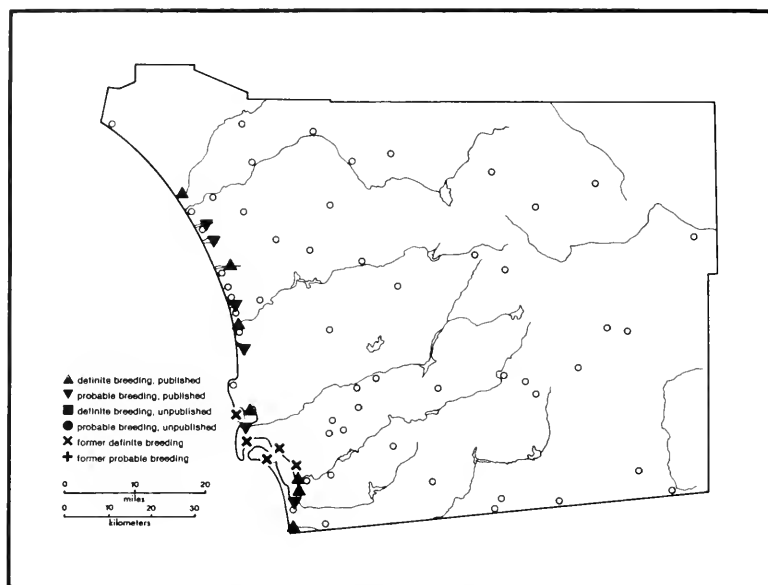 definite breeding, published
probable breeding, published
definite breeding, unpublished
probable breeding, unpublished
former definite breeding
former probable breeding
0 10 20
miles
0 10 20 30
kilometers